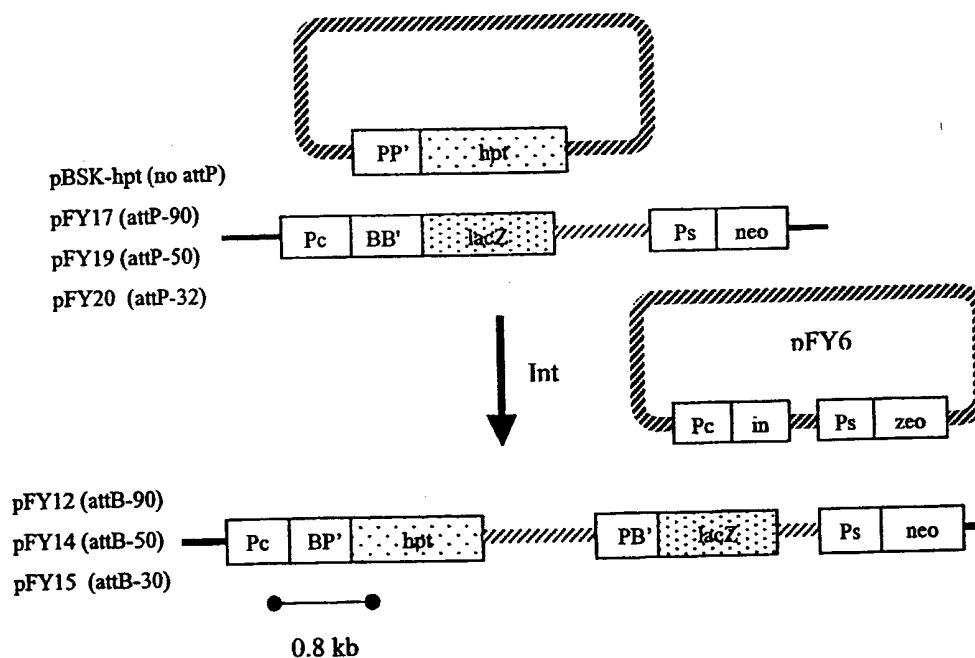 PP' hpt
pBSK-hpt (no attP)
pFY17 (attP-90)
pFY19 (attP-50)
pFY20 (attP-32)
Pc BB' lacZ Ps neo
pFY6
Int
Pc in Ps zeo
pFY12 (attB-90)
pFY14 (attB-50)
pFY15 (attB-30)
Pc BP' hpt PB' lacZ Ps neo
0.8 kb